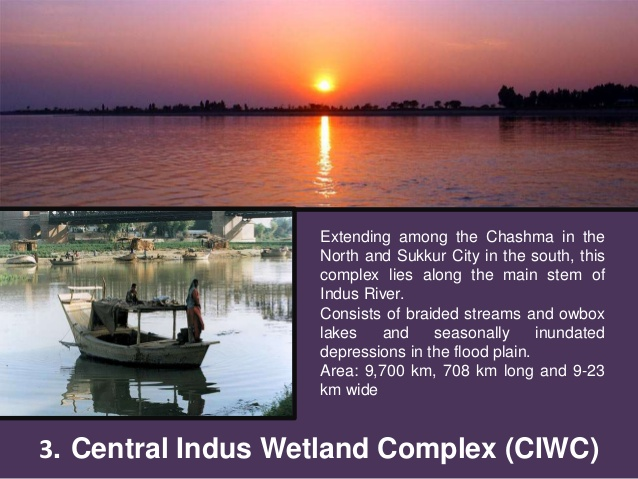 Extending among the Chashma in the
North and Sukkur City in the south, this
complex lies along the main stem of
Indus River.
Consists of braided streams and owbox
lakes and seasonally inundated
depressions in the flood plain.
Area: 9,700 km, 708 km long and 9-23
km wide
3. Central Indus Wetland Complex (CIWC)